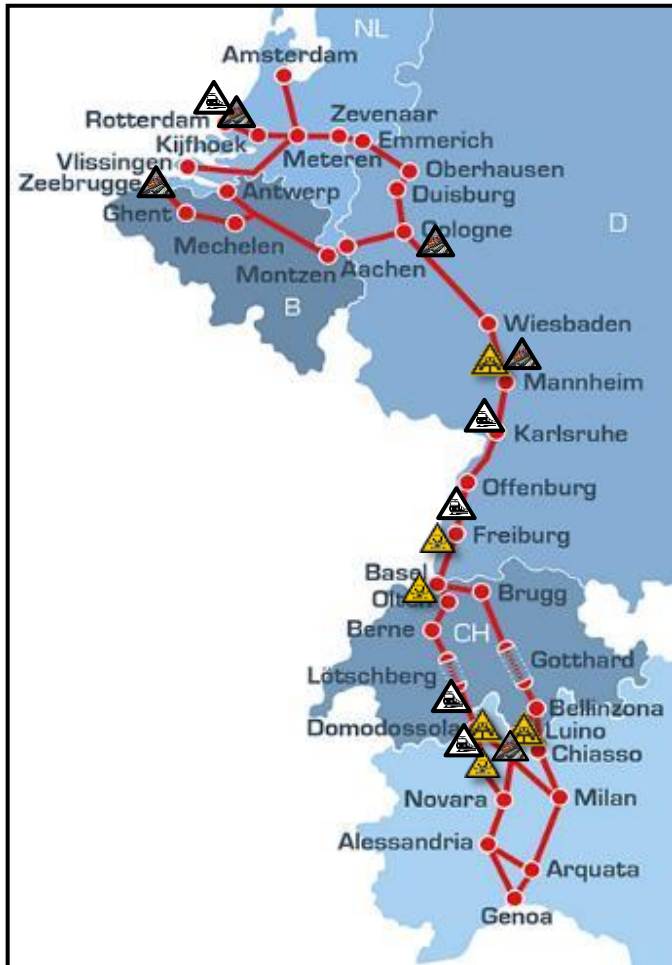 NL
Amsterdam
Rotterdam
Zevenaar
Kijfhoek
Meteren
Emmerich
Vlissingen
Oberhausen
Zeebrugge
Antwerp
Duisburg
Ghent
Cologne
D
Mechelen
Aachen
Montzen
B
Wiesbaden
Mannheim
Karlsruhe
Offenburg
Freiburg
Basel
Olten
Brugg
Berne
CH
Gotthard
Lötschberg
Bellinzona
Domodossola
Luino
Chiasso
Novara
Milan
Alessandria
Arquata
Genoa